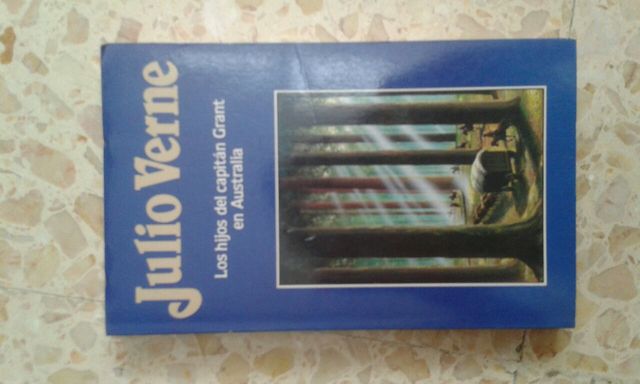 Julio Verne
Los hijos del capitán Grant
en Australia